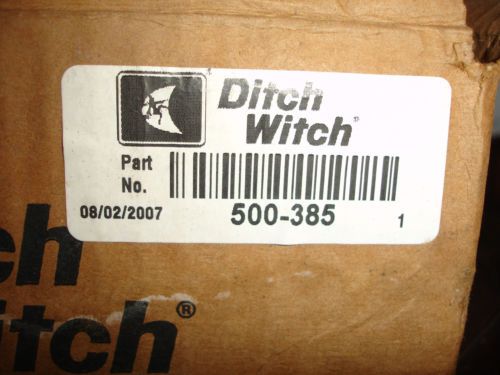 Ditch
Witch®
Part
No.
08/02/2007
500-385
1
ch
itch®